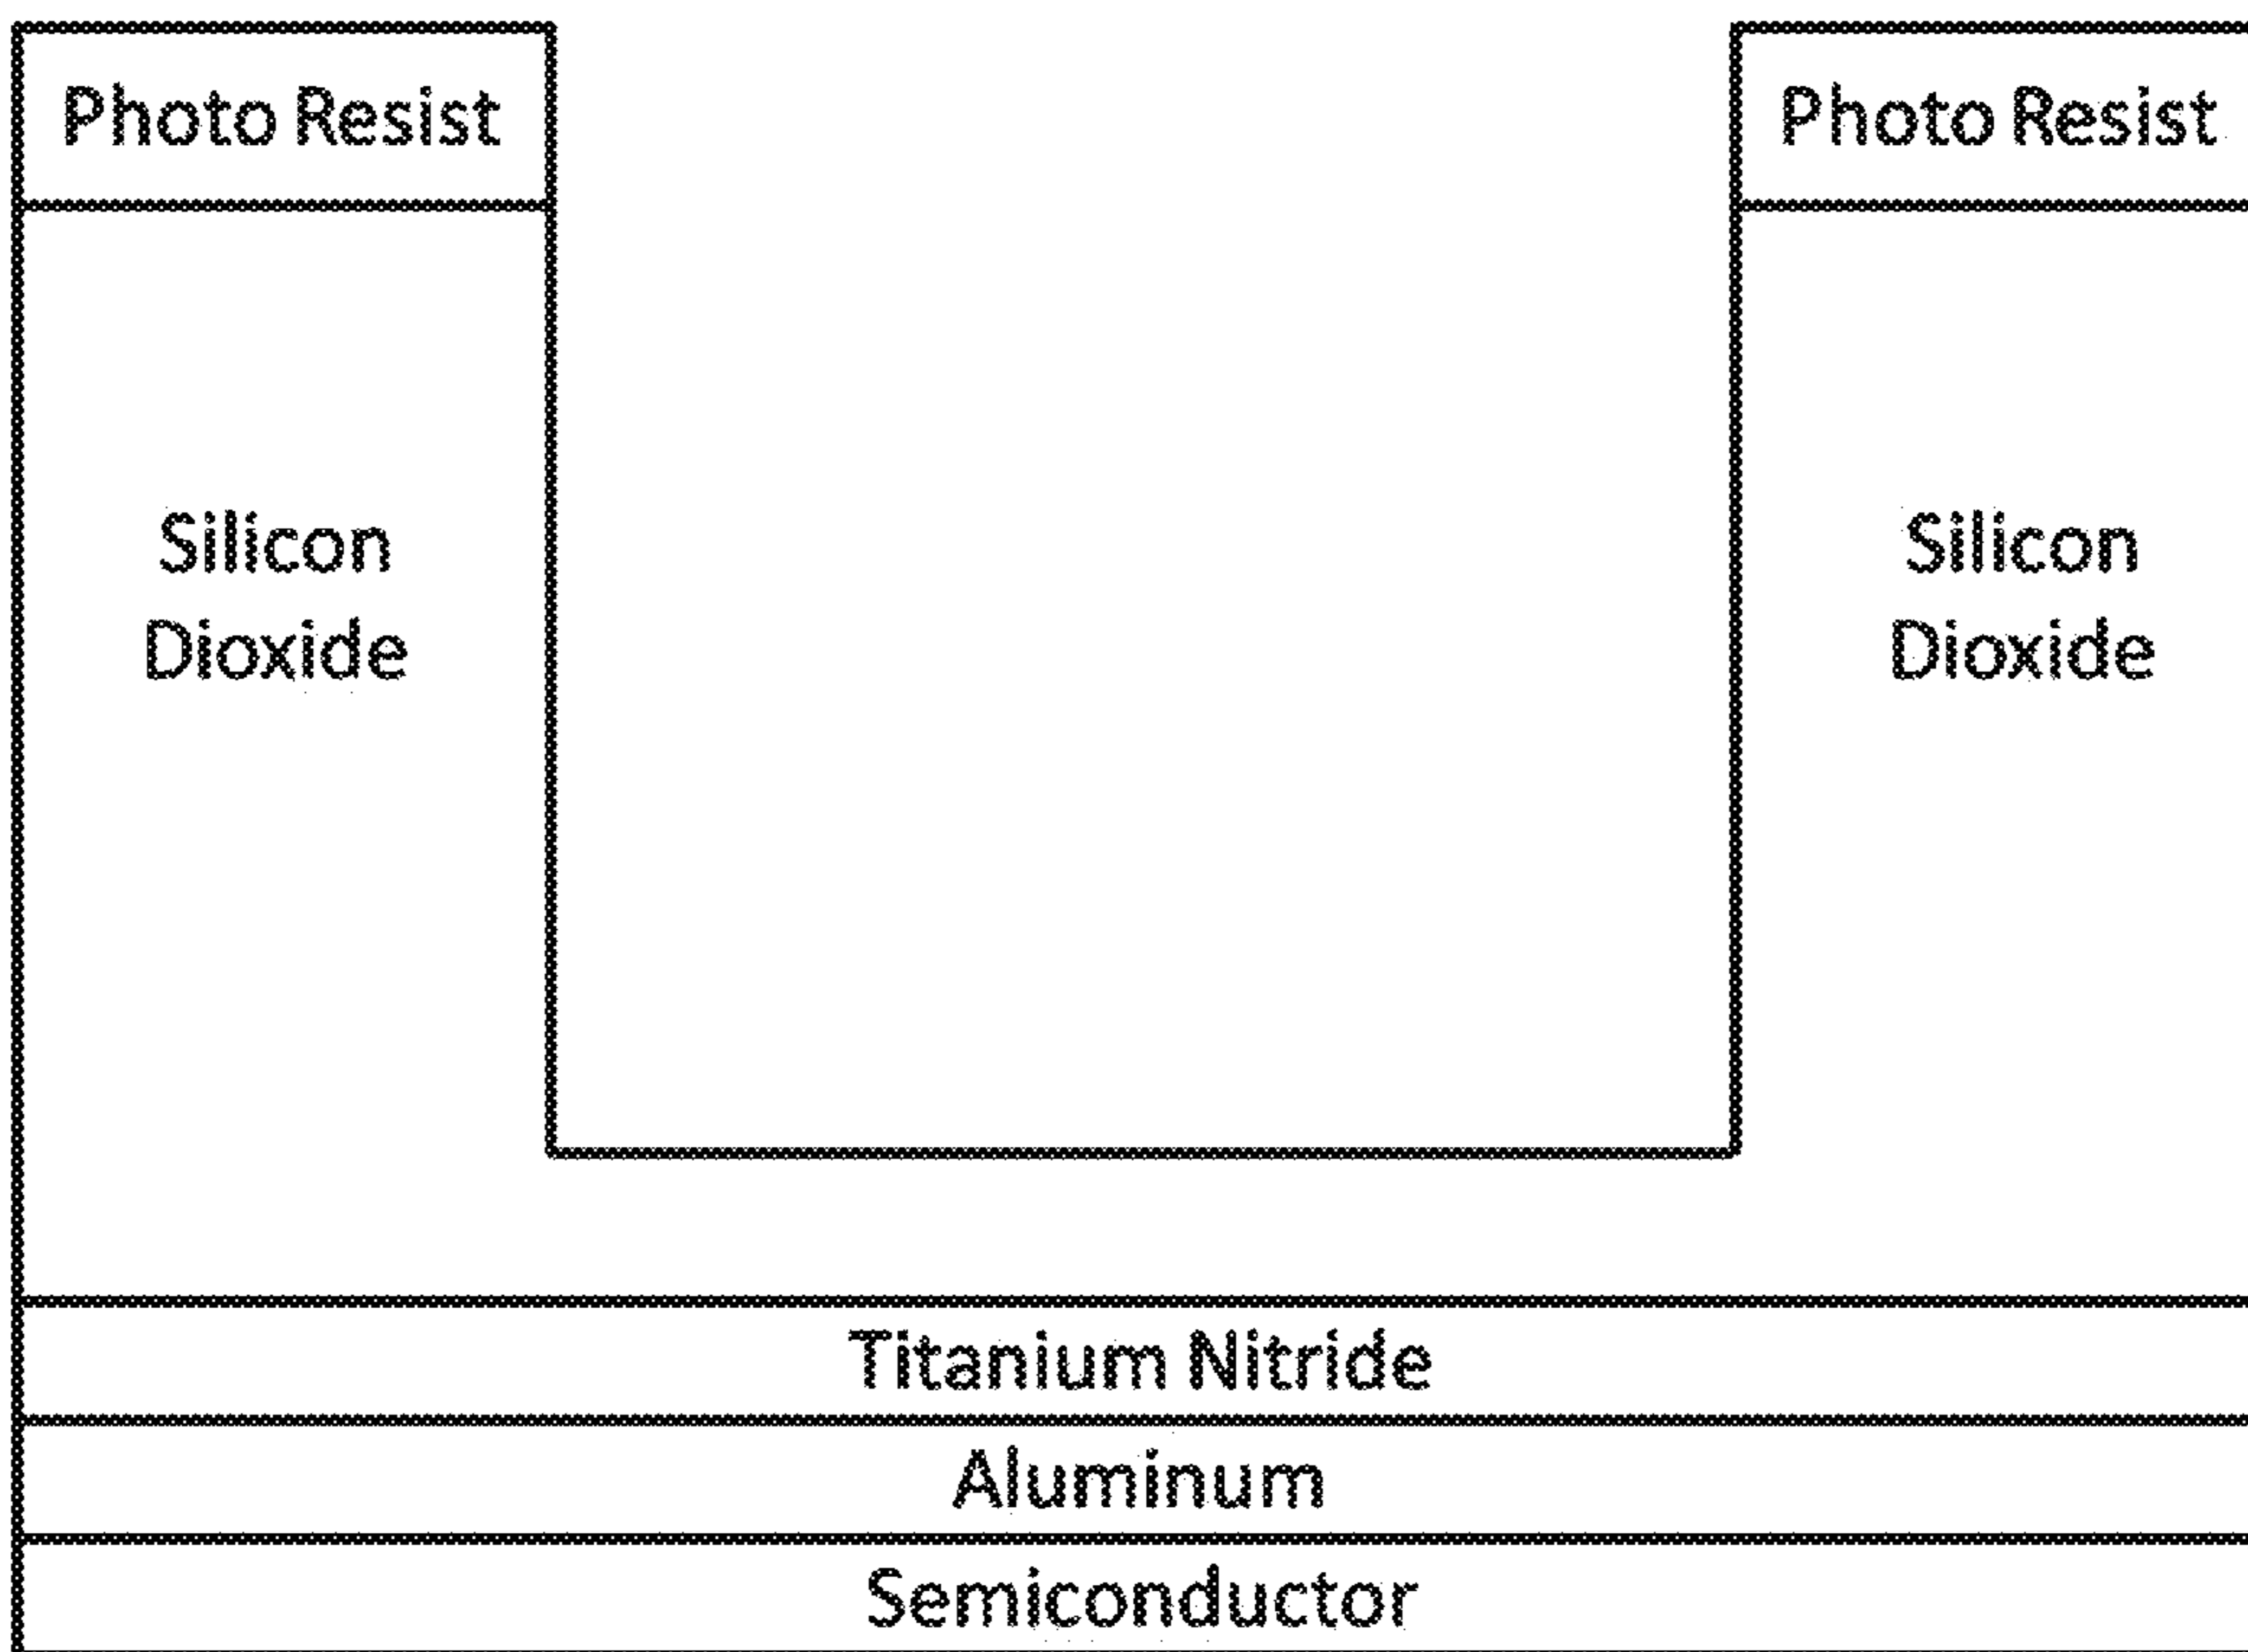 Photo Resist
Photo Resist
Silicon
Dioxide
Silicon
Dioxide
Titanium Nitride
Aluminum
Semiconductor